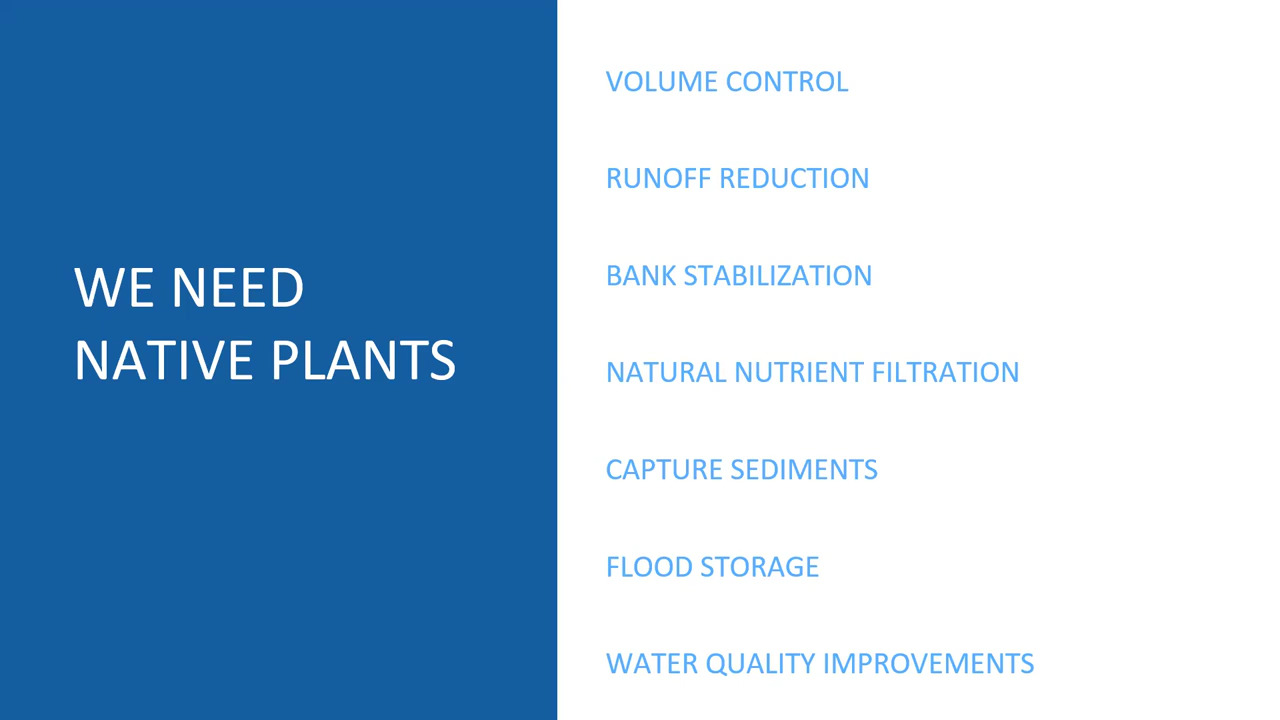 WE NEED
NATIVE PLANTS
VOLUME CONTROL
RUNOFF REDUCTION
BANK STABILIZATION
NATURAL NUTRIENT FILTRATION
CAPTURE SEDIMENTS
FLOOD STORAGE
WATER QUALITY IMPROVEMENTS